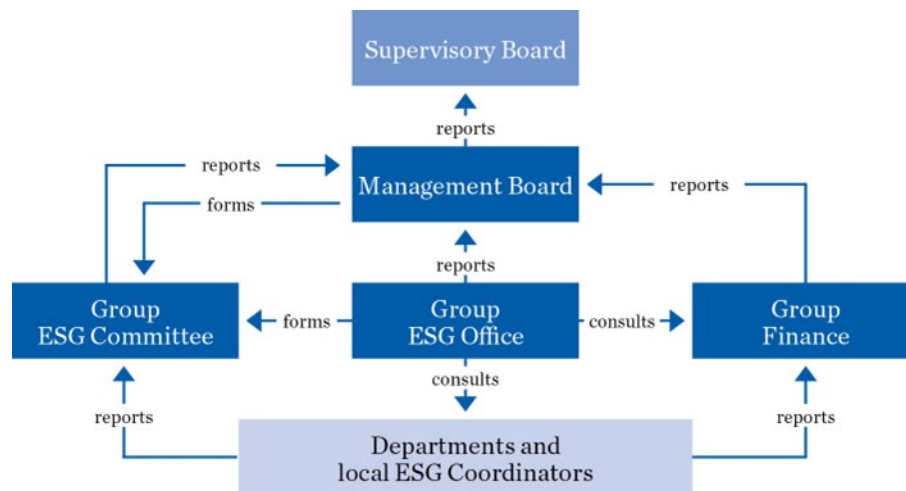 Supervisory Board
reports
reports
Management Board
reports
forms
reports
Group
ESG Committee
forms
Group
ESG Office
consults
Group
Finance
consults
reports
reports
Departments and
local ESG Coordinators